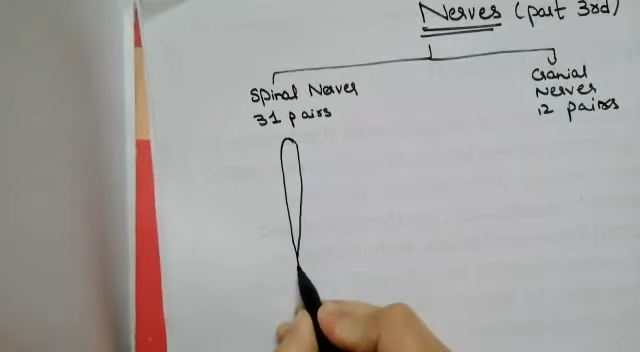 Nerves (part 3rd)
Spinal Nerves
31 pairs
Cranial
Nerves
12 pairs